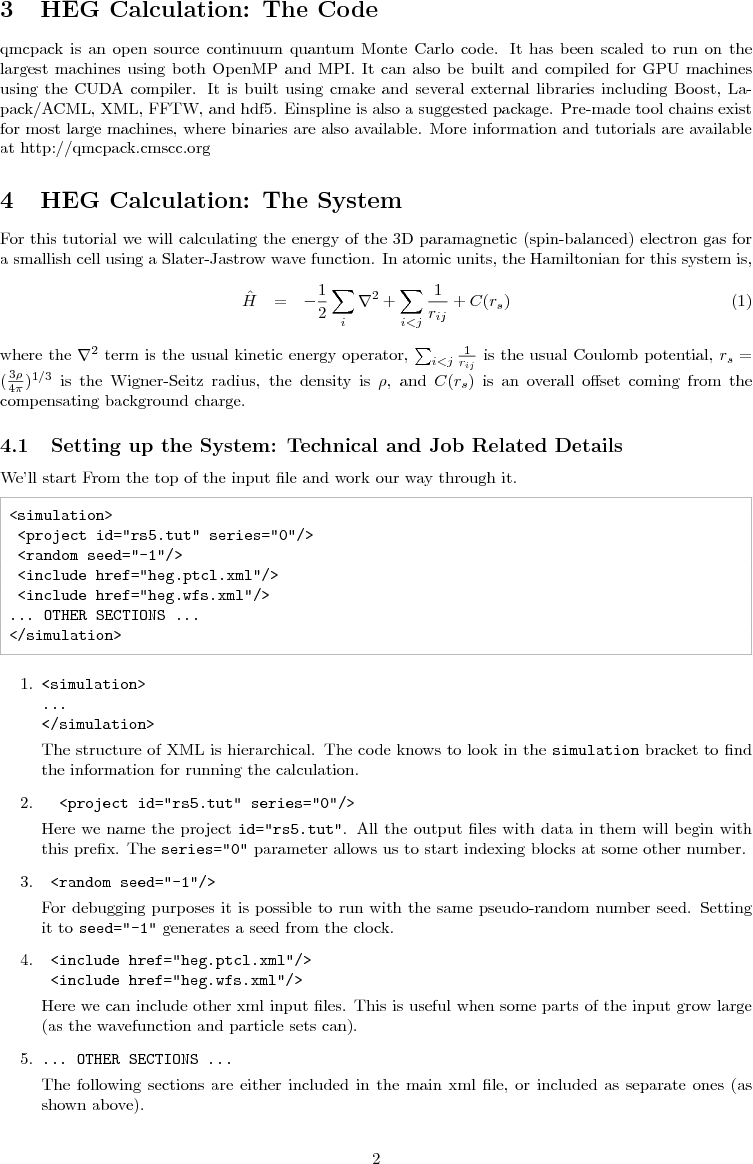 3 HEG Calculation: The Code
qmcpack is an open source continuum quantum Monte Carlo code. It has been scaled to run on the
largest machines using both OpenMP and MPI. It can also be built and compiled for GPU machines
using the CUDA compiler. It is built using cmake and several external libraries including Boost, La-
pack/ACML, XML, FFTW, and hdf5. Einspline is also a suggested package. Pre-made tool chains exist
for most large machines, where binaries are also available. More information and tutorials are available
at http://qmcpack.cmscc.org
4 HEG Calculation: The System
For this tutorial we will calculating the energy of the 3D paramagnetic (spin-balanced) electron gas for
a smallish cell using a Slater-Jastrow wave function. In atomic units, the Hamiltonian for this system is,
$\hat{H} = -\frac{1}{2}\sum_{i}\nabla^2 + \sum_{i<j}\frac{1}{r_{ij}} + C(r_s)$ (1)
where the $\nabla^2$ term is the usual kinetic energy operator, $\sum_{i<j}\frac{1}{r_{ij}}$ is the usual Coulomb potential, $r_s =$
$(\frac{3\rho}{4\pi})^{1/3}$ is the Wigner-Seitz radius, the density is $\rho$, and $C(r_s)$ is an overall offset coming from the
compensating background charge.
4.1 Setting up the System: Technical and Job Related Details
We'll start From the top of the input file and work our way through it.
<simulation>
<project id="rs5.tut" series="0"/>
<random seed="-1"/>
<include href="heg.ptcl.xml"/>
<include href="heg.wfs.xml"/>
... OTHER SECTIONS ...
</simulation>
1. <simulation>
...
</simulation>
The structure of XML is hierarchical. The code knows to look in the simulation bracket to find
the information for running the calculation.
2. <project id="rs5.tut" series="0"/>
Here we name the project id="rs5.tut". All the output files with data in them will begin with
this prefix. The series="0" parameter allows us to start indexing blocks at some other number.
3. <random seed="-1"/>
For debugging purposes it is possible to run with the same pseudo-random number seed. Setting
it to seed="-1" generates a seed from the clock.
4. <include href="heg.ptcl.xml"/>
<include href="heg.wfs.xml"/>
Here we can include other xml input files. This is useful when some parts of the input grow large
(as the wavefunction and particle sets can).
5. ... OTHER SECTIONS ...
The following sections are either included in the main xml file, or included as separate ones (as
shown above).
2